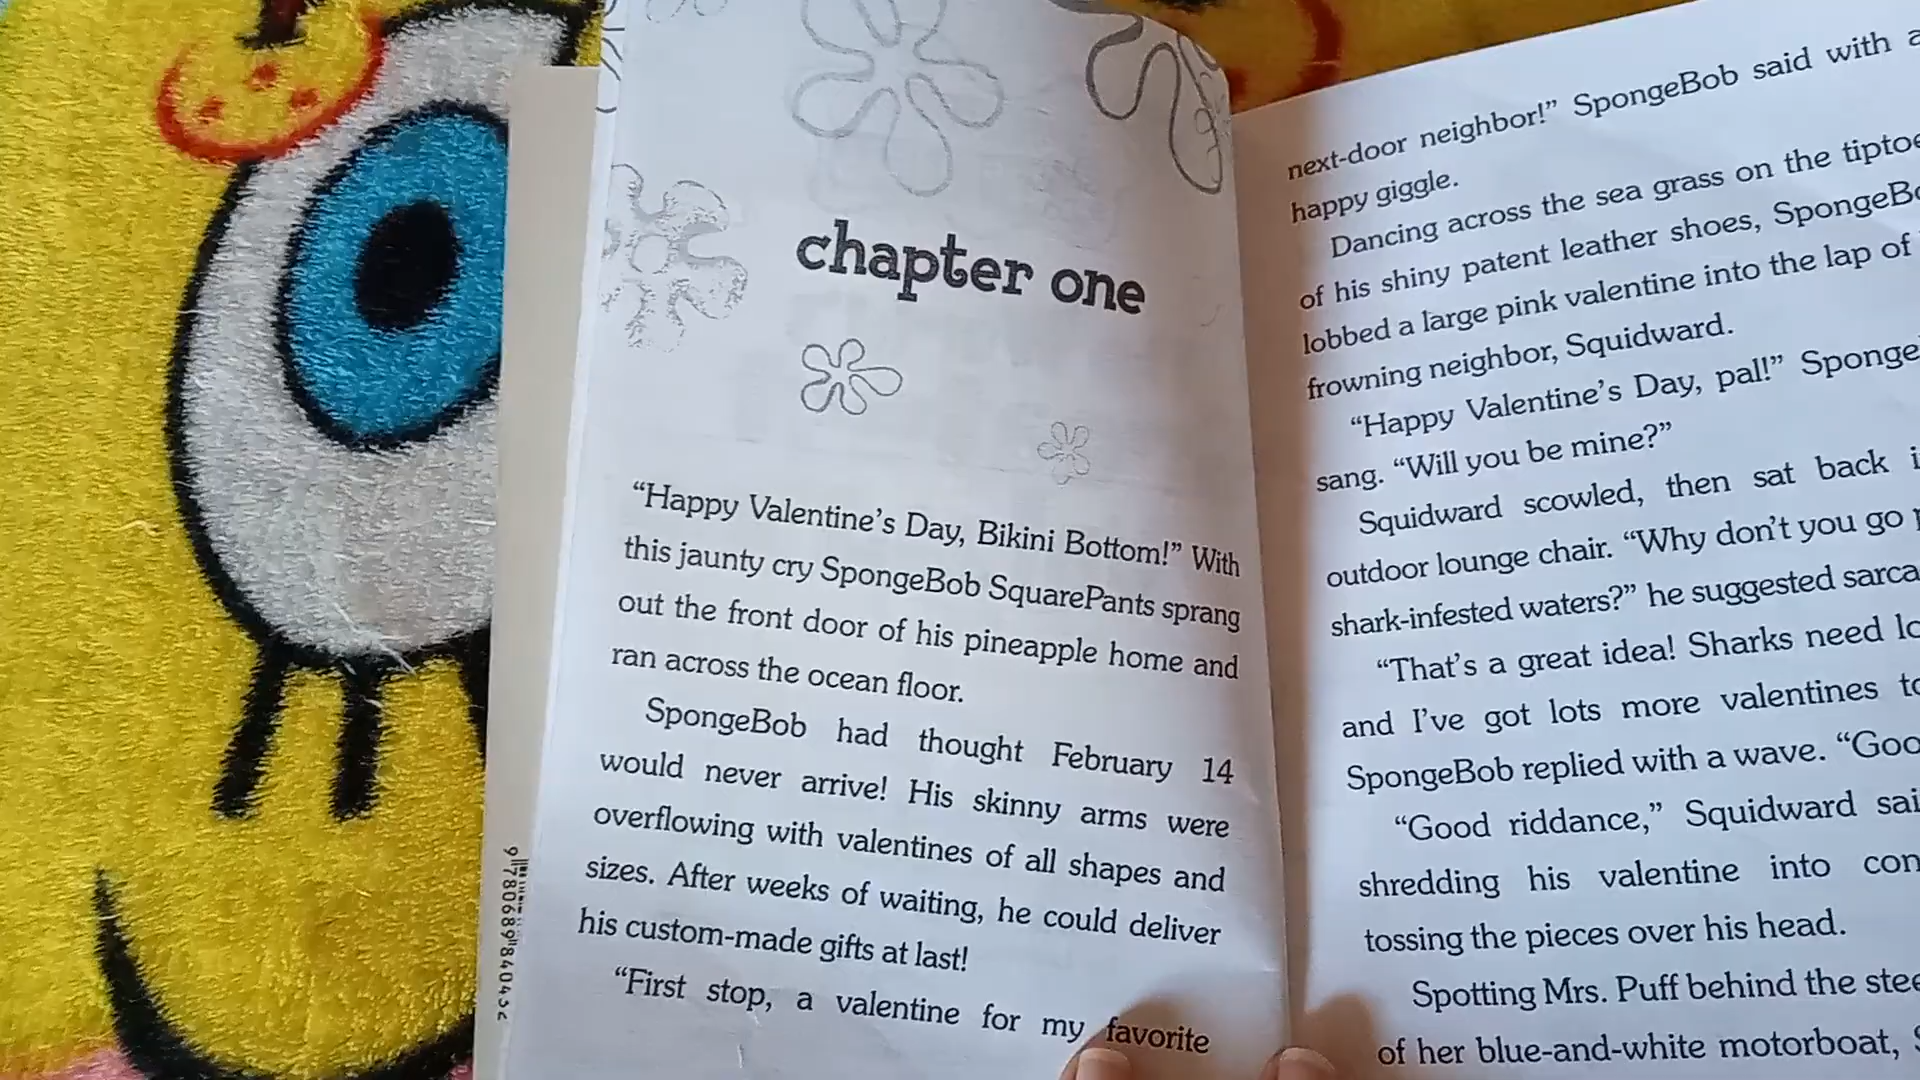 chapter one
“Happy Valentine’s Day, Bikini Bottom!” With
this jaunty cry SpongeBob SquarePants sprang
out the front door of his pineapple home and
ran across the ocean floor.
SpongeBob had thought February 14
would never arrive! His skinny arms were
overflowing with valentines of all shapes and
sizes. After weeks of waiting, he could deliver
his custom-made gifts at last!
“First stop, a valentine for my favorite
next-door neighbor!” SpongeBob said with a
happy giggle.
Dancing across the sea grass on the
of his shiny patent leather shoes,
lobbed a large pink valentine into the lap of
frowning neighbor, Squidward.
“Happy Valentine’s Day, pal!”
sang. “Will you be mine?”
Squidward scowled, then sat back
outdoor lounge chair. “Why don’t you go
shark-infested waters?” he suggested
“That’s a great idea! Sharks need
and I’ve got lots more valentines
SpongeBob replied with a wave.
“Good riddance,” Squidward
shredding his valentine into
tossing the pieces over his head.
Spotting Mrs. Puff behind the
of her blue-and-white motorboat,